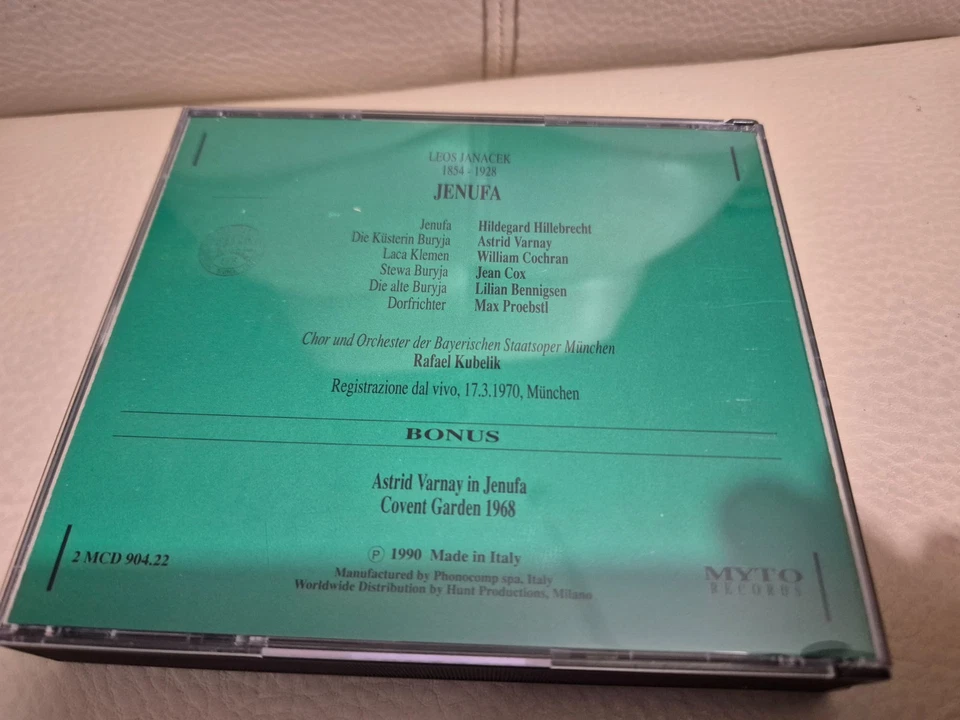 LEOS JANACEK
1854 - 1928
JENUFA
Jenufa Hildegard Hillebrecht
Die Küsterin Buryja Astrid Varnay
Laca Klemen William Cochran
Stewa Buryja Jean Cox
Die alte Buryja Lilian Bennigsen
Dorfrichter Max Proebstl
Chor und Orchester der Bayerischen Staatsoper München
Rafael Kubelik
Registrazione dal vivo, 17.3.1970, München
BONUS
Astrid Varnay in Jenufa
Covent Garden 1968
2 MCD 904.22
Ⓟ 1990 Made in Italy
Manufactured by Phonocomp spa, Italy
Worldwide Distribution by Hunt Productions, Milano
MYTO
RECORDS